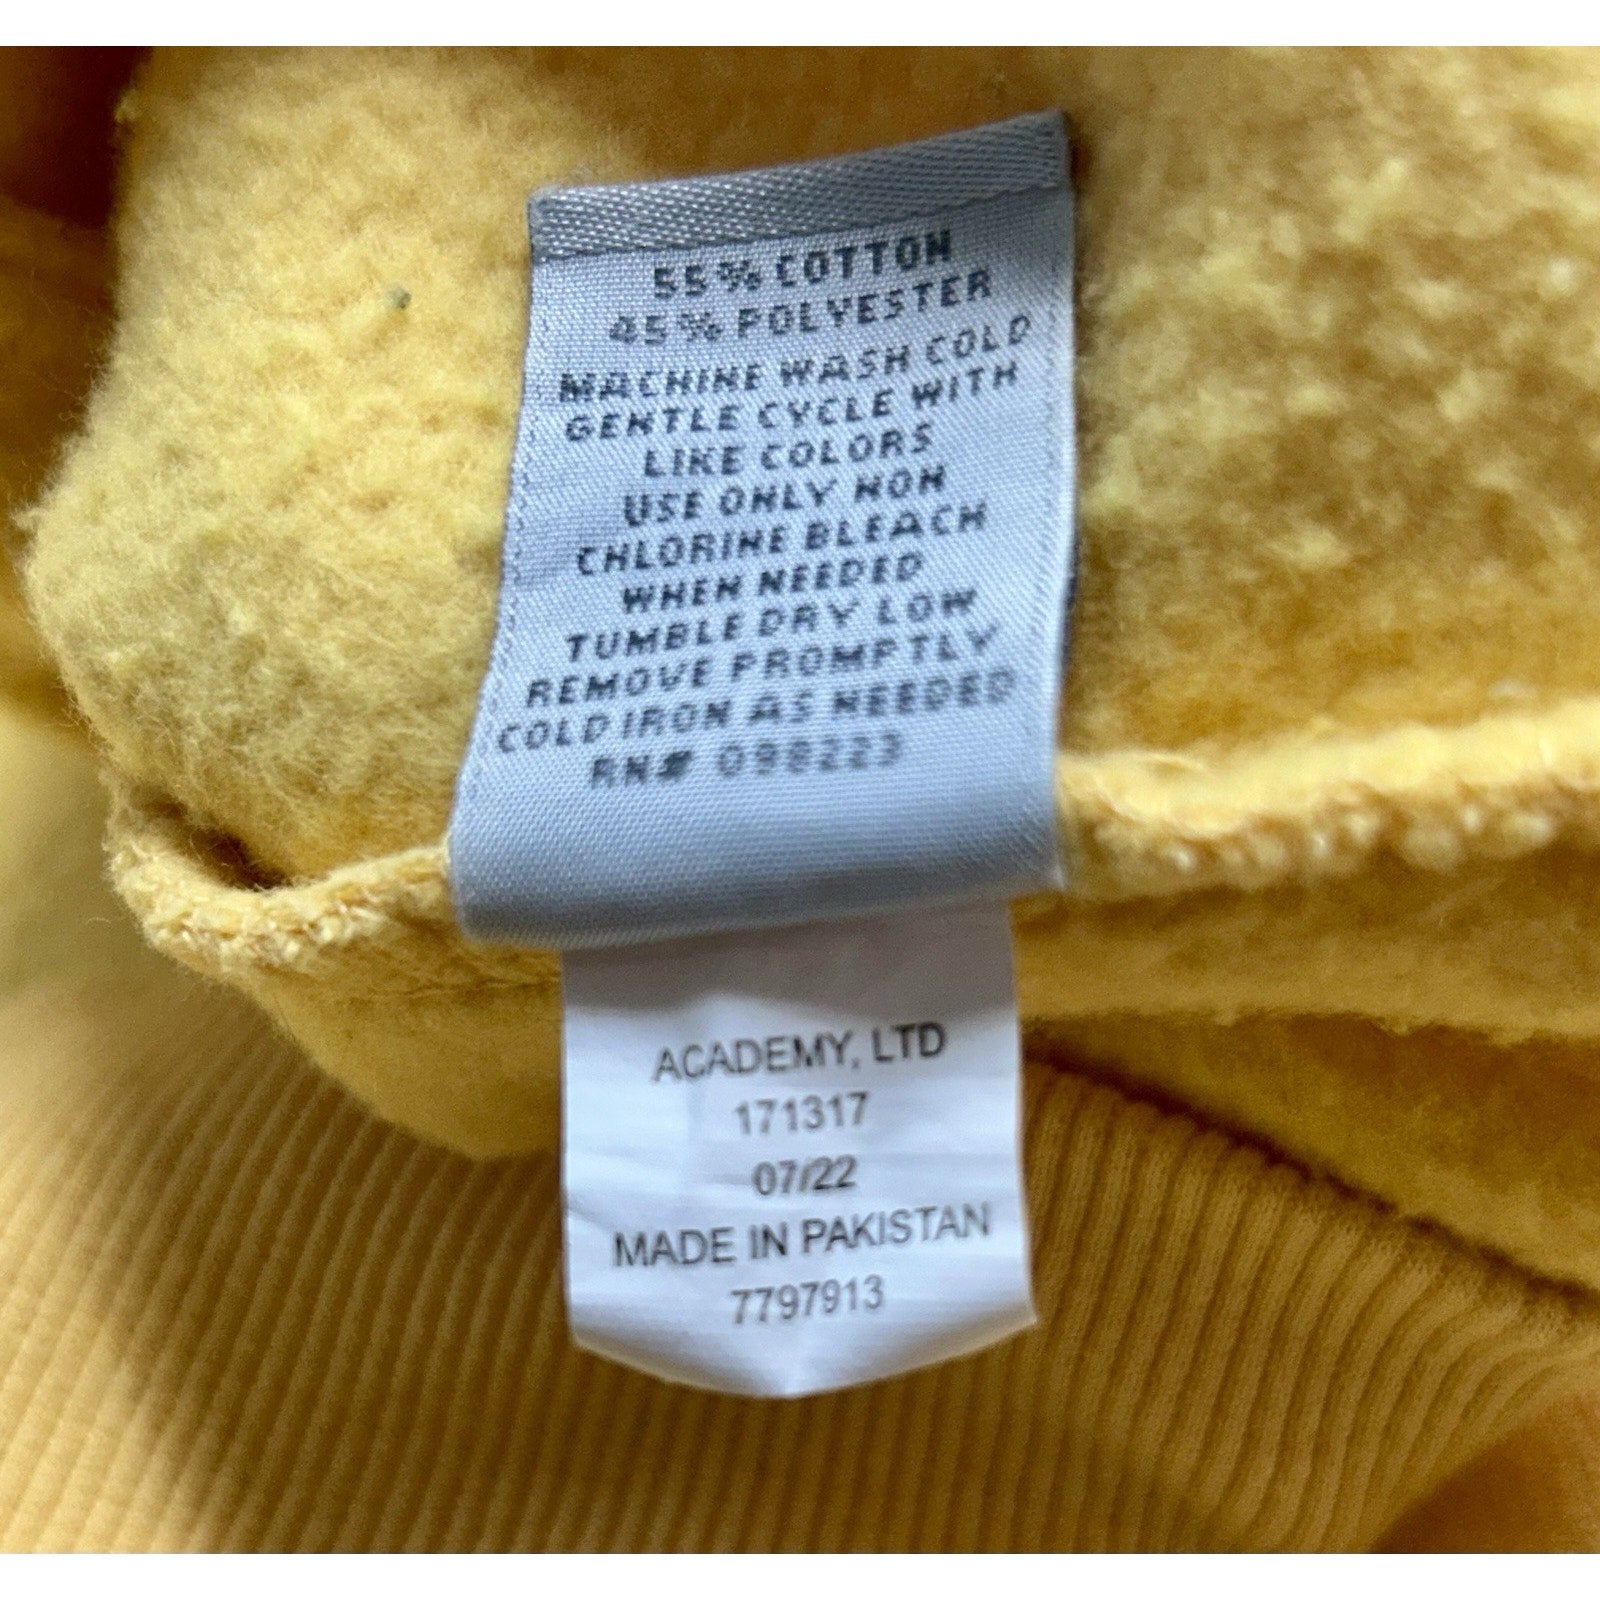 55% COTTON
45% POLYESTER
MACHINE WASH COLD
GENTLE CYCLE WITH
LIKE COLORS
USE ONLY NON
CHLORINE BLEACH
WHEN NEEDED
TUMBLE DRY LOW
REMOVE PROMPTLY
COLD IRON AS NEEDED
RN# 098223
ACADEMY, LTD
171317
07/22
MADE IN PAKISTAN
7797913